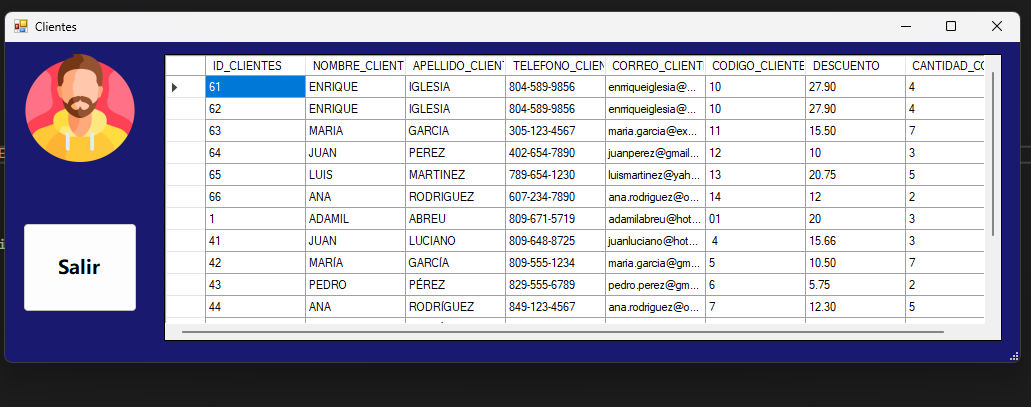 Clientes
ID_CLIENTES NOMBRE_CLIENT APELLIDO_CLIEN TELEFONO_CLIEN CORREO_CLIENT CODIGO_CLIENTE DESCUENTO CANTIDAD_CO
61 ENRIQUE IGLESIA 804-589-9856 enrriqueiglesia@... 10 27.90 4
62 ENRIQUE IGLESIA 804-589-9856 enrriqueiglesia@... 10 27.90 4
63 MARIA GARCIA 305-123-4567 maria.garcia@ex... 11 15.50 7
64 JUAN PEREZ 402-654-7890 juanperez@gmail... 12 10 3
65 LUIS MARTINEZ 789-654-1230 luismartinez@yah... 13 20.75 5
66 ANA RODRIGUEZ 607-234-7890 ana.rodriguez@o... 14 12 2
1 ADAMIL ABREU 809-671-5719 adamilabreu@hot... 01 20 3
41 JUAN LUCIANO 809-648-8725 juanluciano@hot... 4 15.66 3
42 MARÍA GARCÍA 809-555-1234 maria.garcia@gm... 5 10.50 7
43 PEDRO PÉREZ 829-555-6789 pedro.perez@gm... 6 5.75 2
44 ANA RODRÍGUEZ 849-123-4567 ana.rodriguez@o... 7 12.30 5
Salir